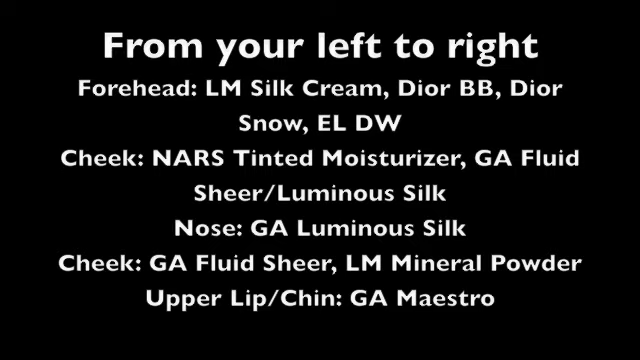 From your left to right
Forehead: LM Silk Cream, Dior BB, Dior
Snow, EL DW
Cheek: NARS Tinted Moisturizer, GA Fluid
Sheer/Luminous Silk
Nose: GA Luminous Silk
Cheek: GA Fluid Sheer, LM Mineral Powder
Upper Lip/Chin: GA Maestro